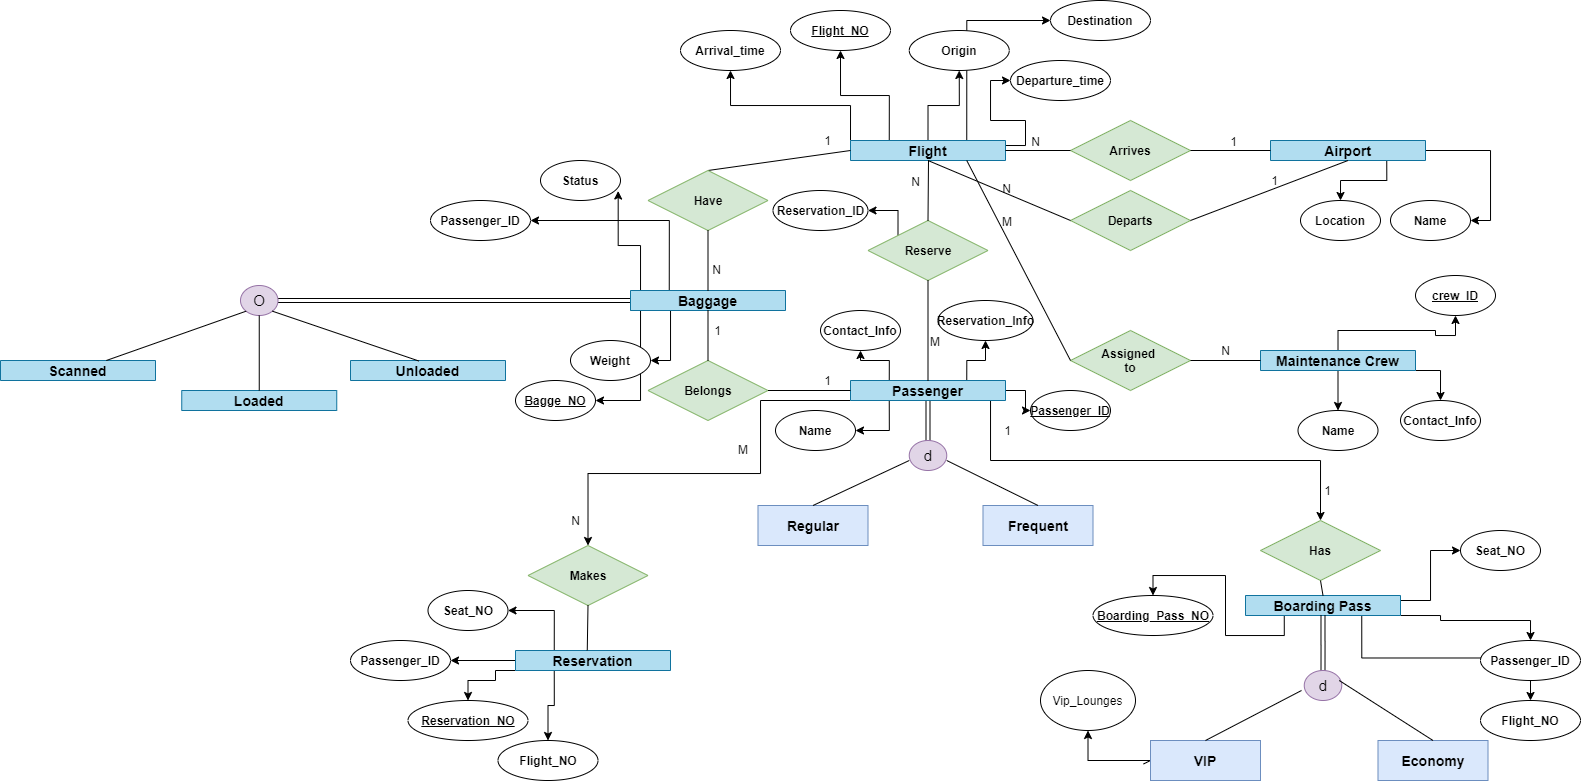 Destination
Flight_NO
Arrival_time
Origin
Departure_time
1
Flight
N
Arrives
1
Airport
Status
N
N
1
Have
Reservation_ID
Passenger_ID
M
Departs
Location
Name
Reserve
N
O
Baggage
crew_ID
Contact_Info
Reservation_Info
1
M
Assigned
to
N
Maintenance Crew
Weight
Scanned
Unloaded
1
Belongs
Passenger
Loaded
Bagge_NO
Passenger_ID
Name
1
Name
Contact_Info
M
d
1
N
Regular
Frequent
Makes
Has
Seat_NO
Seat_NO
Boarding_Pass_NO
Boarding Pass
Passenger_ID
Reservation
Passenger_ID
d
Vip_Lounges
Reservation_NO
Flight_NO
Flight_NO
VIP
Economy